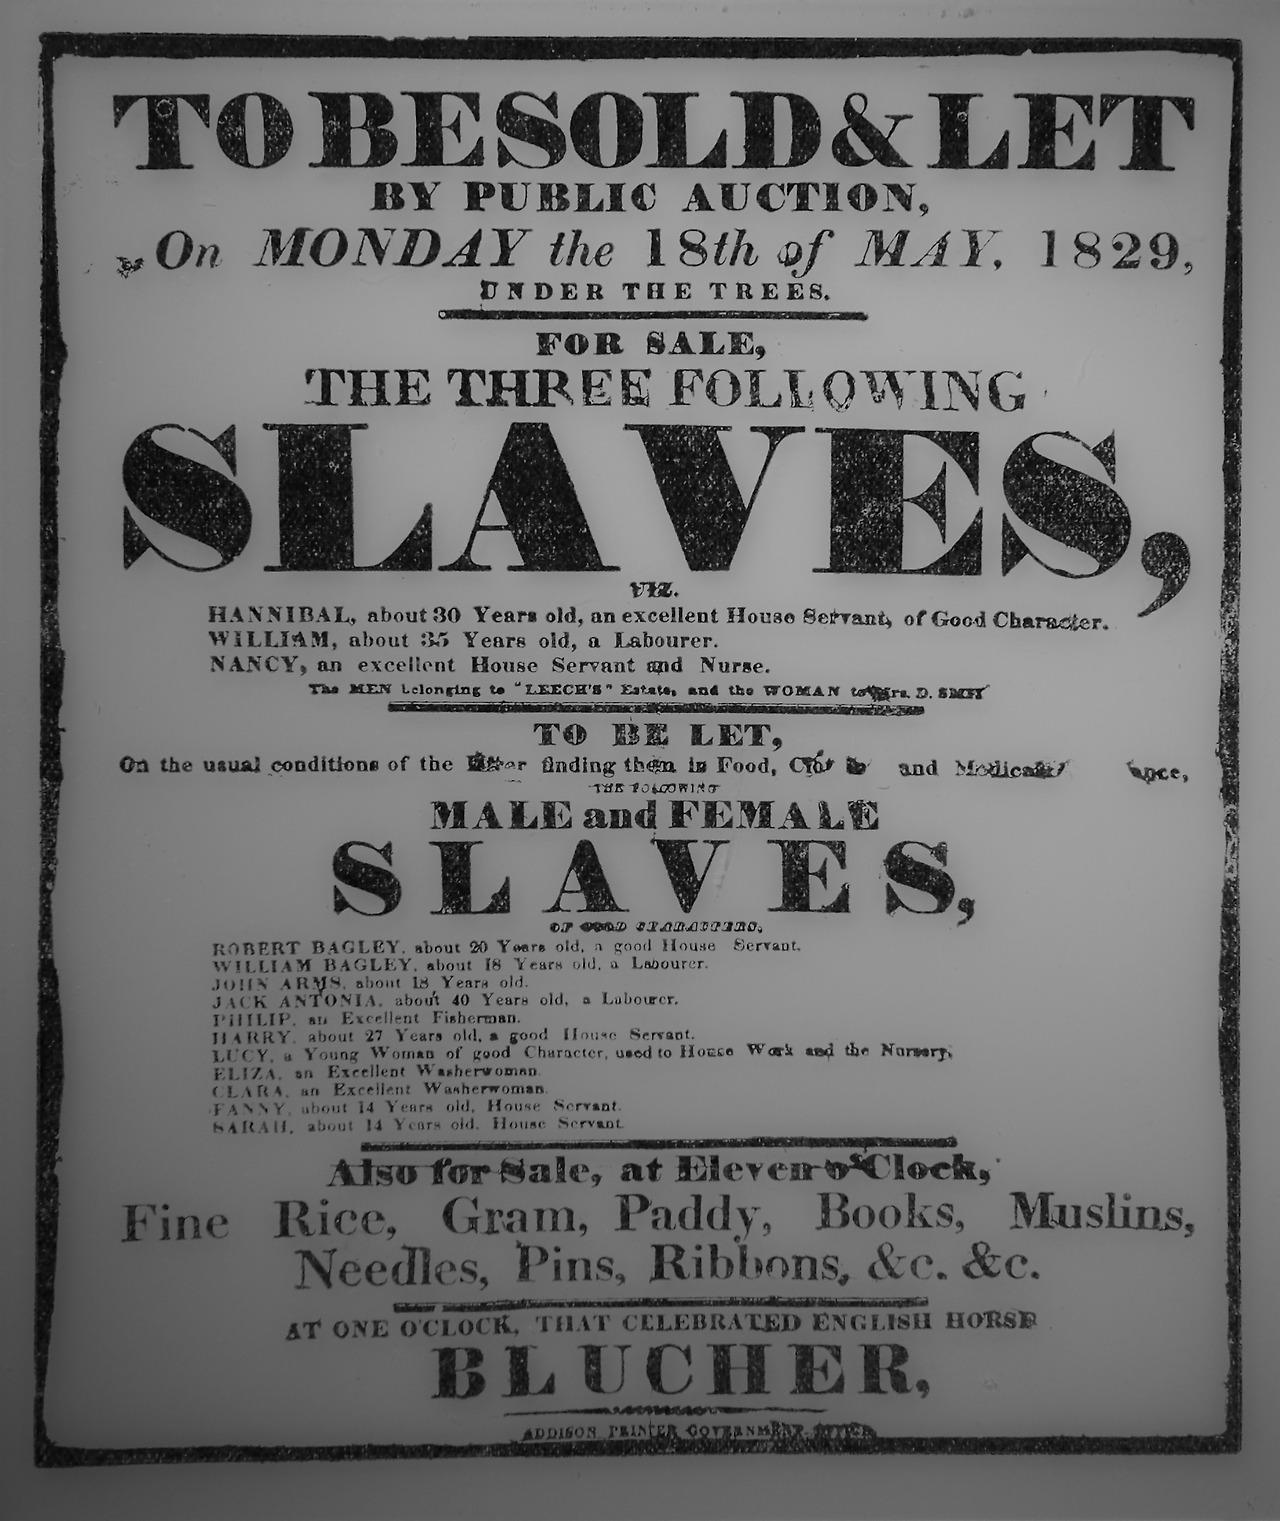 TO BE SOLD & LET
BY PUBLIC AUCTION,
On MONDAY the 18th of MAY, 1829,
UNDER THE TREES.
FOR SALE,
THE THREE FOLLOWING
SLAVES,
VIZ.
HANNIBAL, about 30 Years old, an excellent House Servant, of Good Character.
WILLIAM, about 35 Years old, a Labourer.
NANCY, an excellent House Servant and Nurse.
The MEN belonging to "LEECH'S" Estate, and the WOMAN to Mrs. D. SMIT
TO BE LET,
On the usual conditions of the finding them in Food, and
THE FOLLOWING
MALE and FEMALE
SLAVES,
OF GOOD CHARACTERS,
ROBERT BAGLEY, about 20 Years old, a good House Servant.
WILLIAM BAGLEY, about 18 Years old, a Labourer.
JOHN ARMS, about 18 Years old.
JACK ANTONIA, about 40 Years old, a Labourer.
PHILIP, an Excellent Fisherman.
HARRY, about 27 Years old, a good House Servant.
LUCY, a Young Woman of good Character, used to House Work and the Nursery,
ELIZA, an Excellent Washerwoman.
CLARA, an Excellent Washerwoman.
FANNY, about 14 Years old, House Servant.
SARAH, about 14 Years old, House Servant.
Also for Sale, at Eleven o'Clock,
Fine Rice, Gram, Paddy, Books, Muslins,
Needles, Pins, Ribbons, &c. &c.
AT ONE O'CLOCK, THAT CELEBRATED ENGLISH HORSE
BLUCHER,
ADDISON PRINTER GOVERNMENT OFFICE